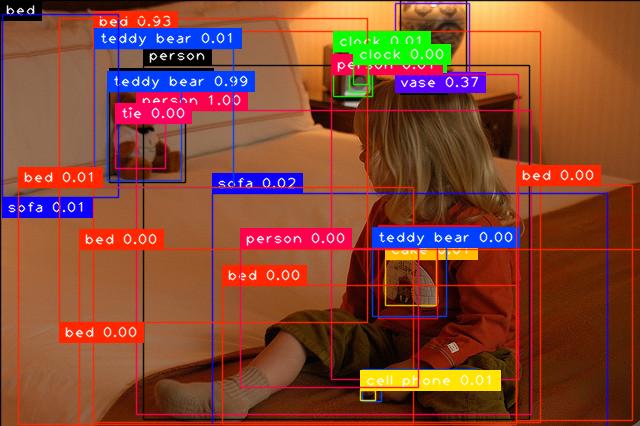 bed
bed 0.93
teddy bear 0.01
clock 0.01
person
clock 0.00
person 0.01
teddy bear 0.99
vase 0.37
person 1.00
tie 0.00
bed 0.01
bed 0.00
sofa 0.02
sofa 0.01
bed 0.00
person 0.00
teddy bear 0.00
cake 0.01
bed 0.00
bed 0.00
cell phone 0.01